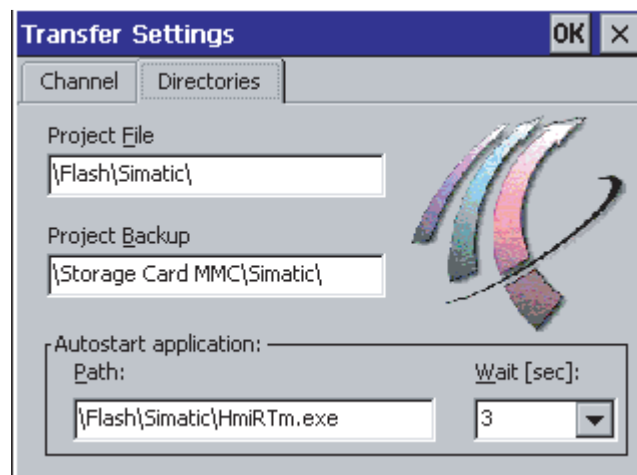 Transfer Settings OK ×
Channel Directories
Project File
\Flash\Simatic\
Project Backup
\Storage Card MMC\Simatic\
Autostart application:
Path: Wait [sec]:
\Flash\Simatic\HmiRTm.exe 3